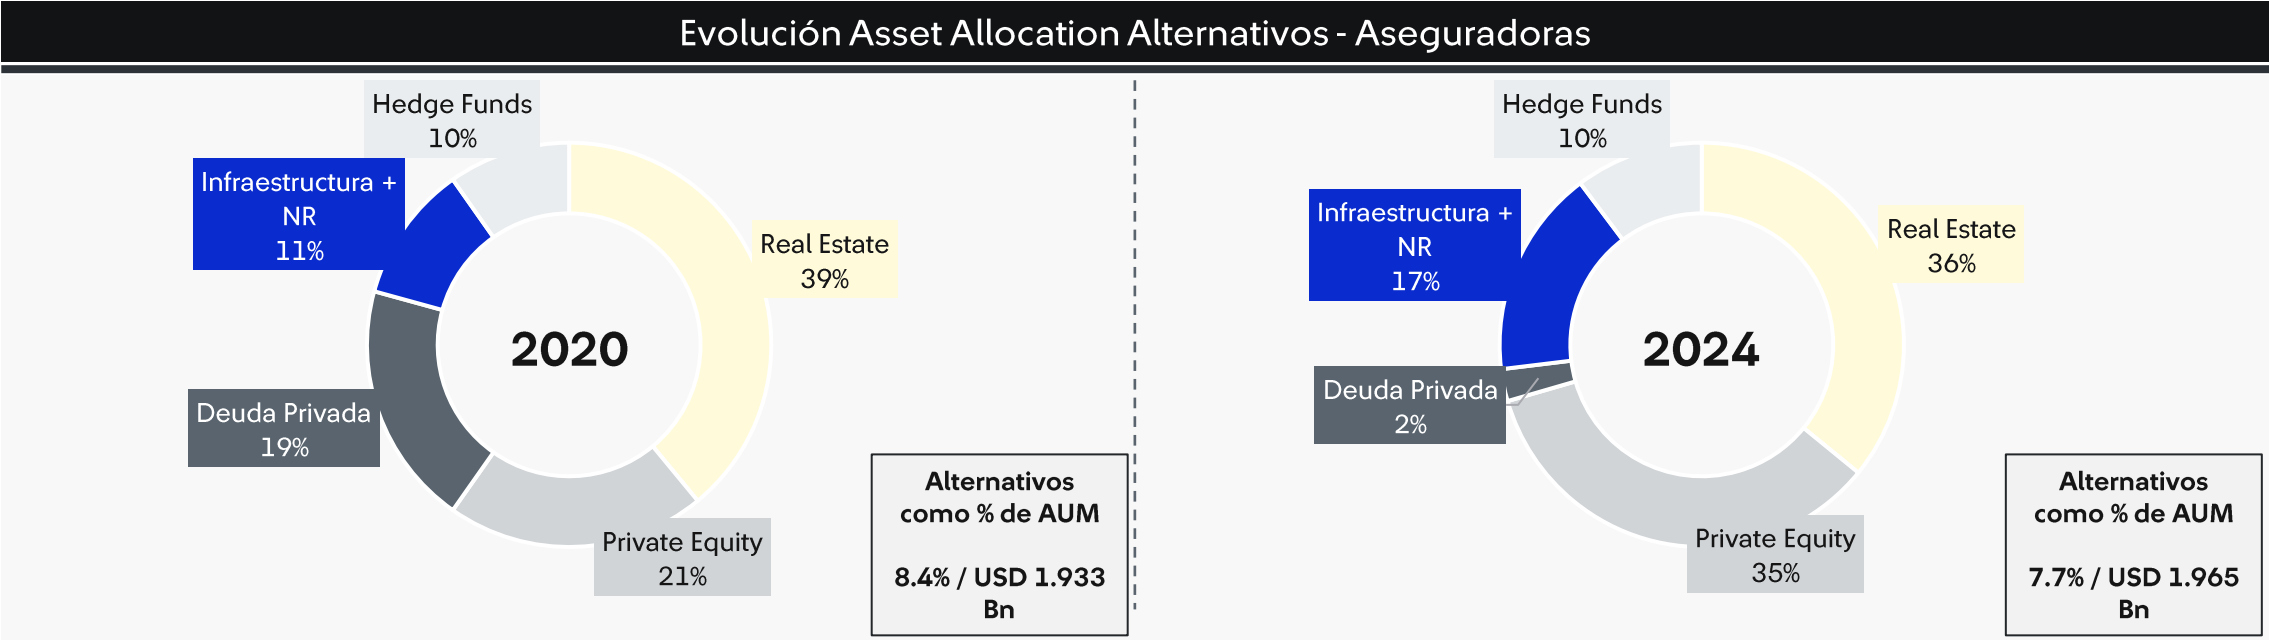 Evolución Asset Allocation Alternativos - Aseguradoras
Hedge Funds
10%
Infraestructura +
NR
11%
Real Estate
39%
2020
Deuda Privada
19%
Private Equity
21%
Alternativos
como % de AUM
8.4% / USD 1.933
Bn
Hedge Funds
10%
Infraestructura +
NR
17%
Real Estate
36%
2024
Deuda Privada
2%
Private Equity
35%
Alternativos
como % de AUM
7.7% / USD 1.965
Bn